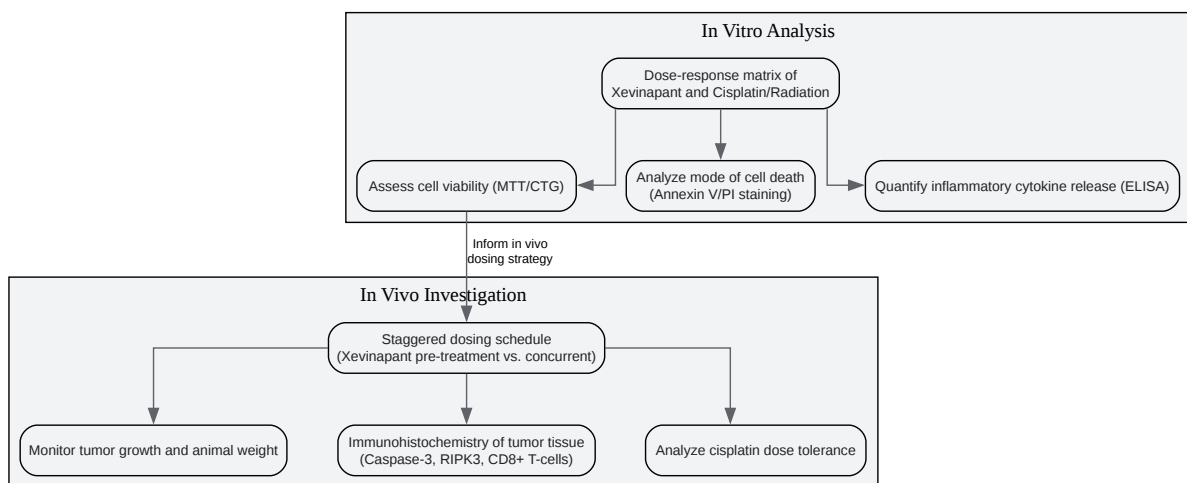 In Vitro Analysis
Dose-response matrix of
Xevinapant and Cisplatin/Radiation
Assess cell viability (MTT/CTG)
Analyze mode of cell death
(Annexin V/PI staining)
Quantify inflammatory cytokine release (ELISA)
Inform in vivo
dosing strategy
In Vivo Investigation
Staggered dosing schedule
(Xevinapant pre-treatment vs. concurrent)
Monitor tumor growth and animal weight
Immunohistochemistry of tumor tissue
(Caspase-3, RIPK3, CD8+ T-cells)
Analyze cisplatin dose tolerance